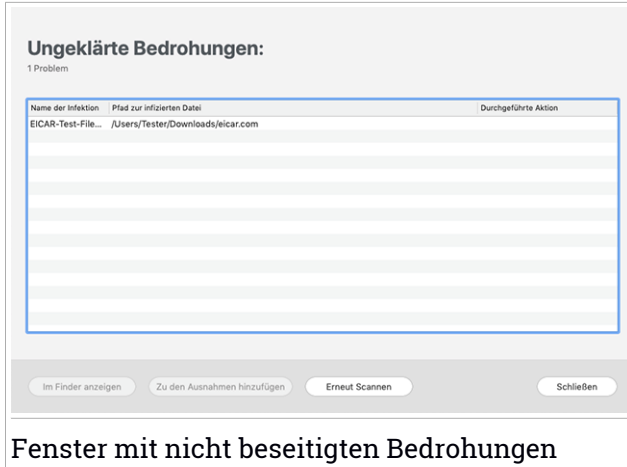 Ungeklärte Bedrohungen:
1 Problem
Name der Infektion Pfad zur infizierten Datei Durchgeführte Aktion
EICAR-Test-File... /Users/Tester/Downloads/eicar.com
Im Finder anzeigen Zu den Ausnahmen hinzufügen Erneut Scannen Schließen
Fenster mit nicht beseitigten Bedrohungen